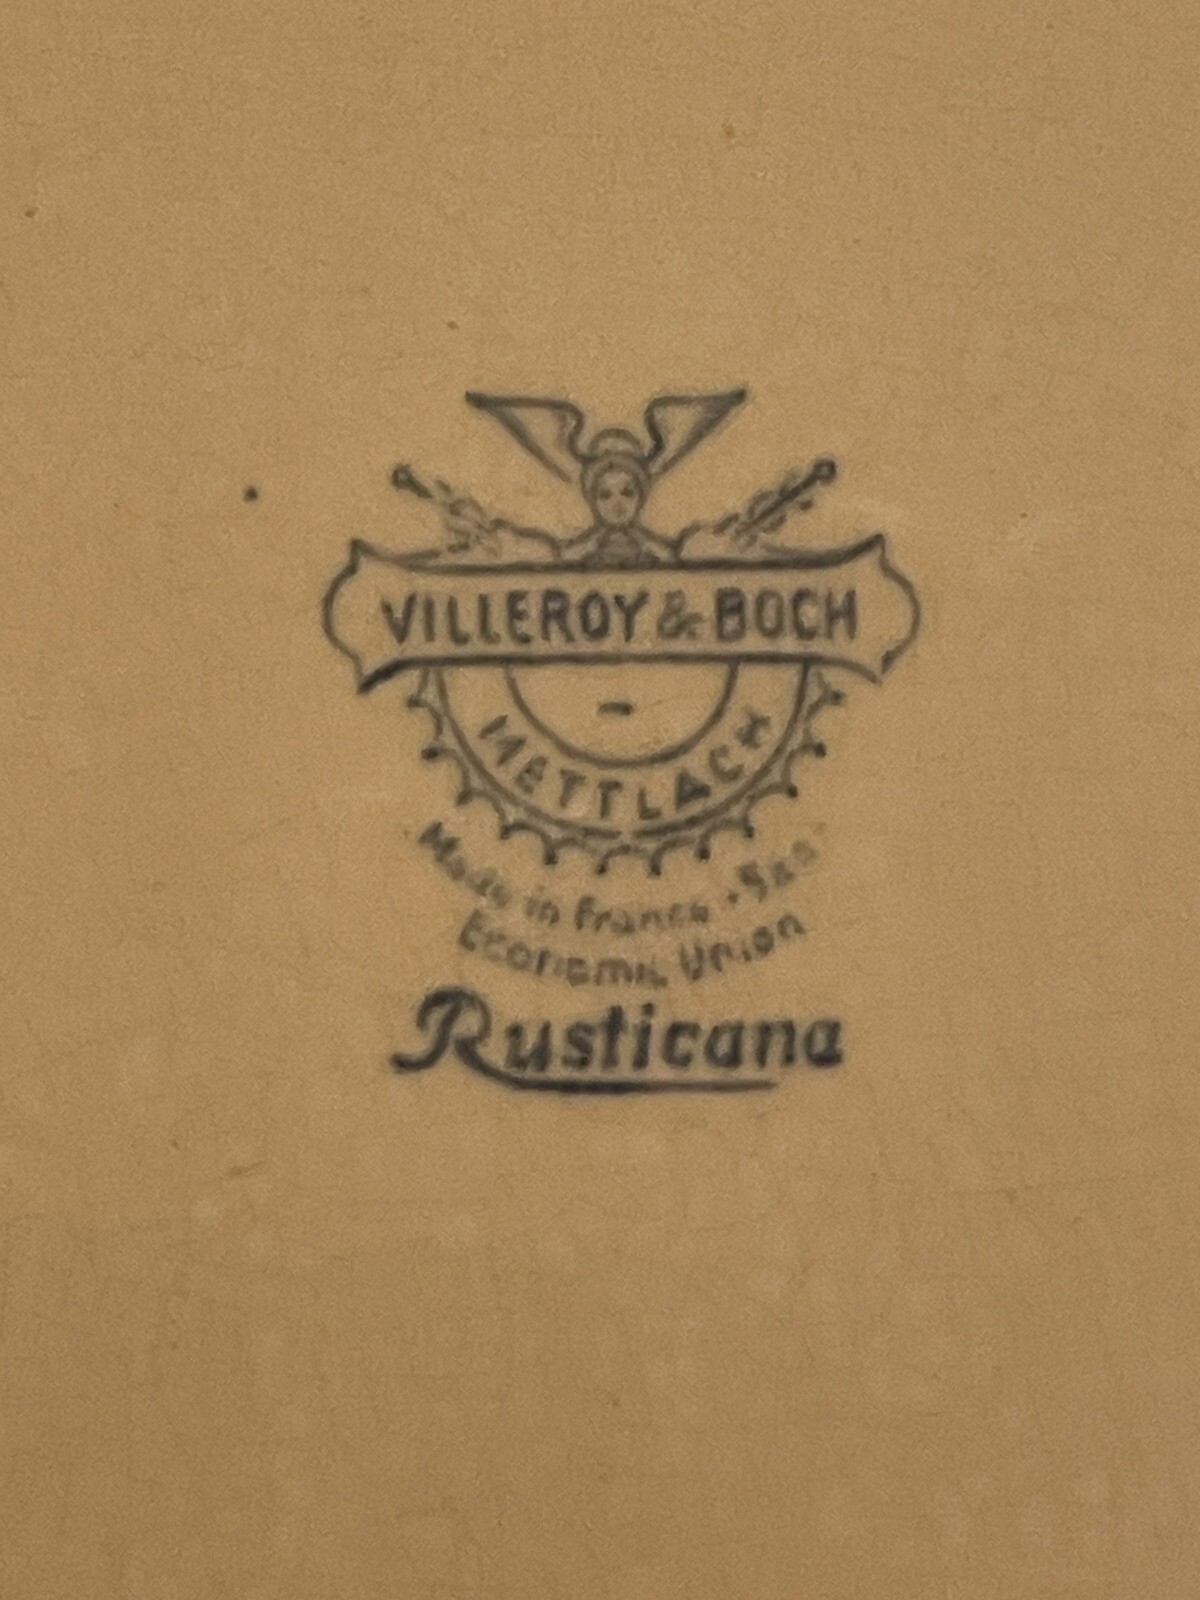 VILLEROY & BOCH
METTLACH
Made in France - Saar
Economic Union
Rusticana